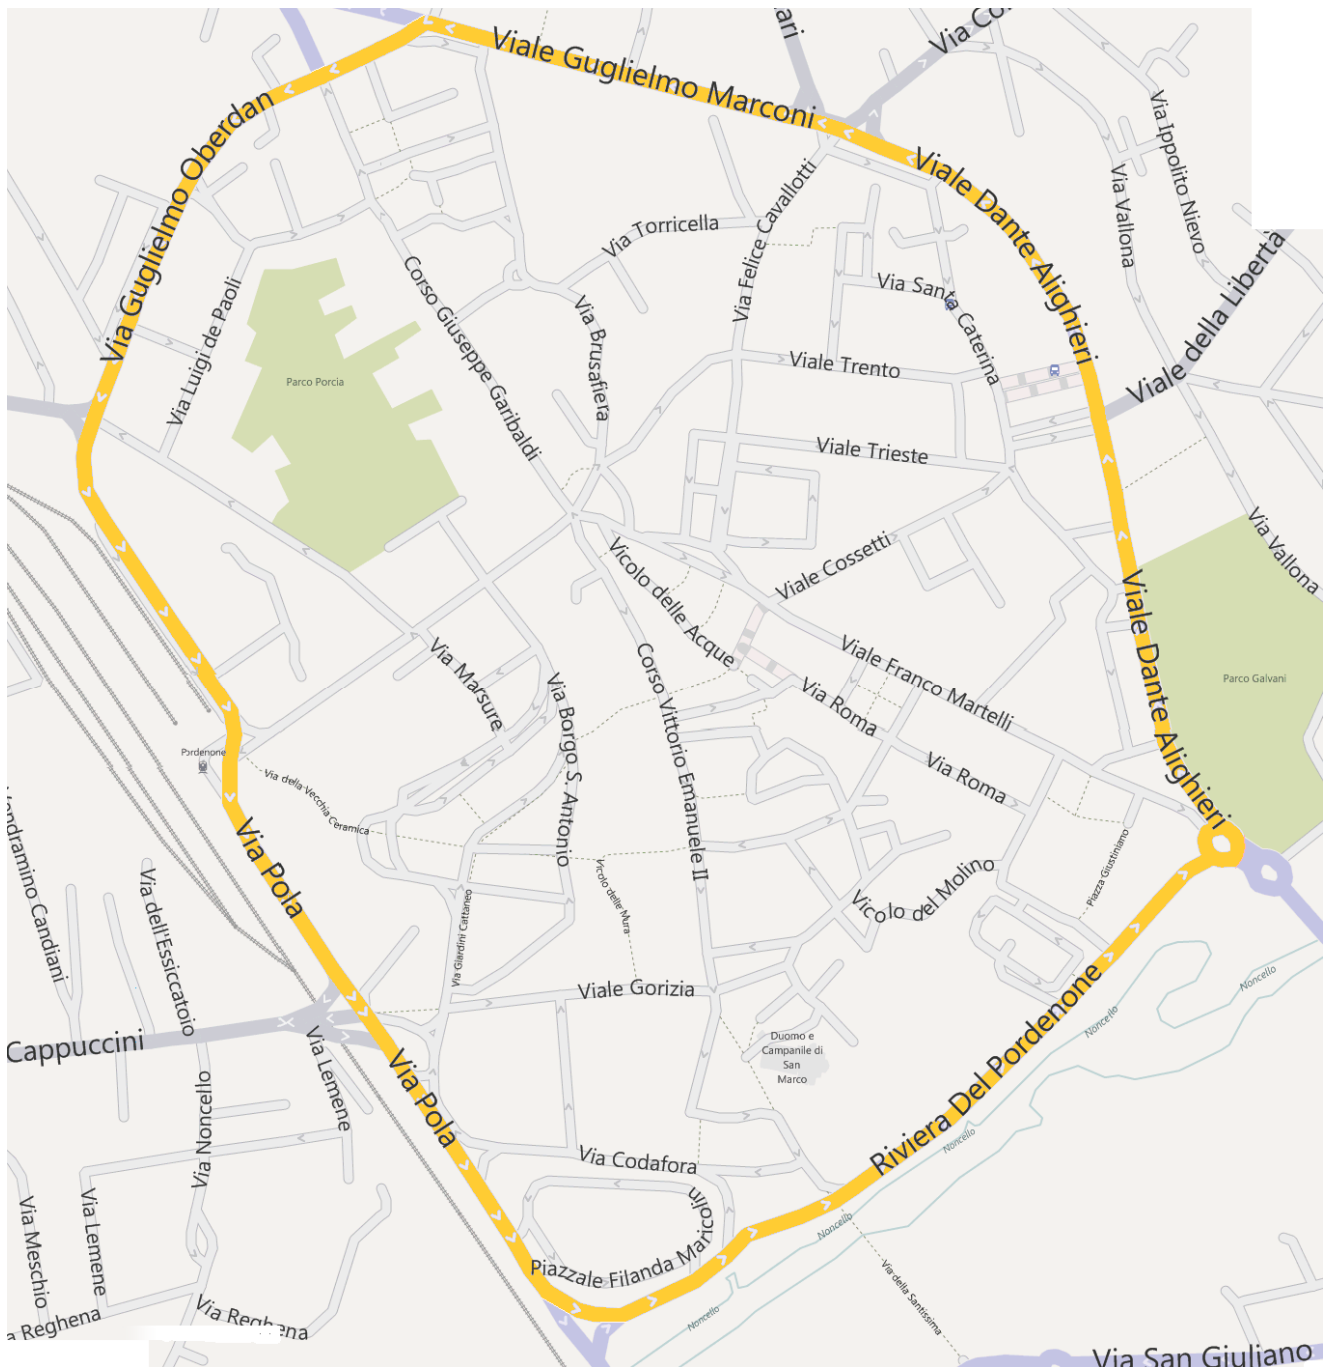 Viale Guglielmo Marconi
Via Guglielmo Oberdan
Viale Dante Alighieri
Via Ippolito Nievo
Via Vallona
Via Torricella
Via Felice Cavallotti
Via Santa Caterina
Viale della Libertà
Corso Giuseppe Garibaldi
Via Luigi de Paoli
Via Brusafiera
Parco Porcia
Viale Trento
Viale Trieste
Via Vallona
Viale Cossetti
Vicolo delle Acque
Viale Dante Alighieri
Viale Franco Martelli
Parco Galvani
Via Marsure
Via Borgo S. Antonio
Corso Vittorio Emanuele II
Via Roma
Via Roma
Pordenone
Via della Vecchia Ceramica
Via Pola
Vicolo del Molino
Piazza Giustiniano
Vicolo delle Mura
Via Giardini Cattaneo
Vendramino Candiani
Via dell'Essiccatoio
Viale Gorizia
Noncello
Noncello
Cappuccini
Via Lemene
Via Pola
Duomo e
Campanile di
San
Marco
Riviera Del Pordenone
Via Noncello
Noncello
Via Codafora
Via Meschio
Via Lemene
Piazzale Filanda Maricolin
Noncello
Via della Santissima
Noncello
a Reghena
Via Reghena
Via San Giuliano